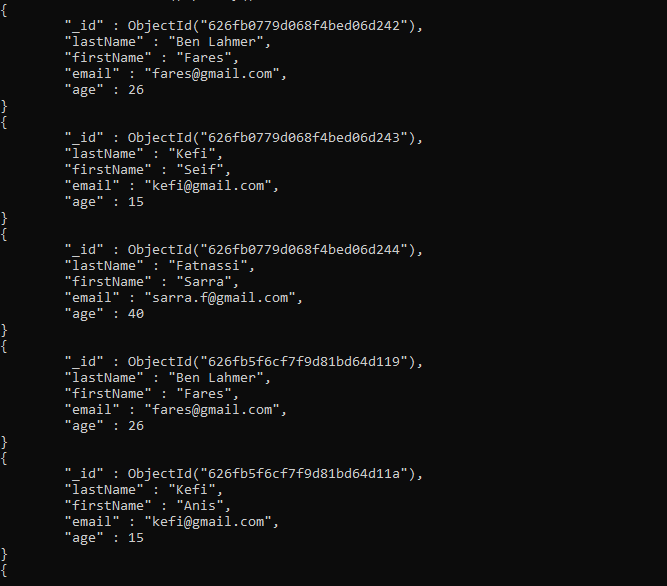 {
"_id" : ObjectId("626fb0779d068f4bed06d242"),
"lastName" : "Ben Lahmer",
"firstName" : "Fares",
"email" : "fares@gmail.com",
"age" : 26
}
{
"_id" : ObjectId("626fb0779d068f4bed06d243"),
"lastName" : "Kefi",
"firstName" : "Seif",
"email" : "kefi@gmail.com",
"age" : 15
}
{
"_id" : ObjectId("626fb0779d068f4bed06d244"),
"lastName" : "Fatnassi",
"firstName" : "Sarra",
"email" : "sarra.f@gmail.com",
"age" : 40
}
{
"_id" : ObjectId("626fb5f6cf7f9d81bd64d119"),
"lastName" : "Ben Lahmer",
"firstName" : "Fares",
"email" : "fares@gmail.com",
"age" : 26
}
{
"_id" : ObjectId("626fb5f6cf7f9d81bd64d11a"),
"lastName" : "Kefi",
"firstName" : "Anis",
"email" : "kefi@gmail.com",
"age" : 15
}
{